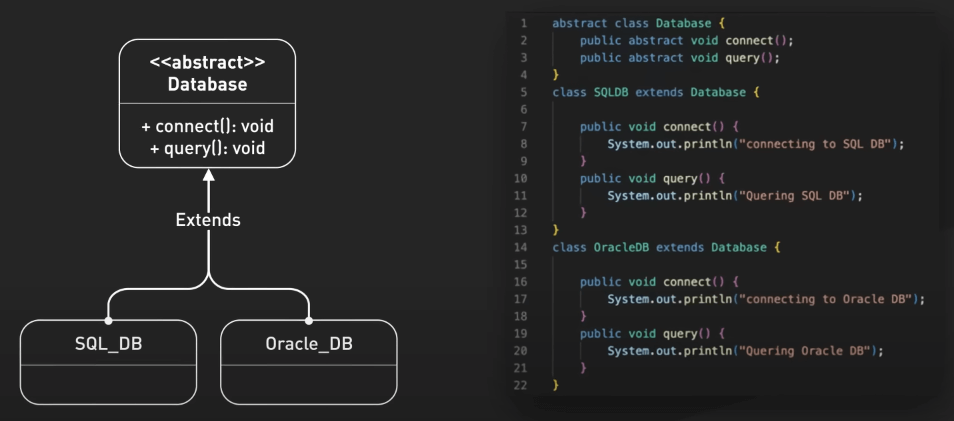 <<abstract>>
Database
+ connect(): void
+ query(): void
Extends
SQL_DB
Oracle_DB
1 abstract class Database {
2 public abstract void connect();
3 public abstract void query();
4 }
5 class SQLDB extends Database {
6
7 public void connect() {
8 System.out.println("connecting to SQL DB");
9 }
10 public void query() {
11 System.out.println("Quering SQL DB");
12 }
13 }
14 class OracleDB extends Database {
15
16 public void connect() {
17 System.out.println("connecting to Oracle DB");
18 }
19 public void query() {
20 System.out.println("Quering Oracle DB");
21 }
22 }